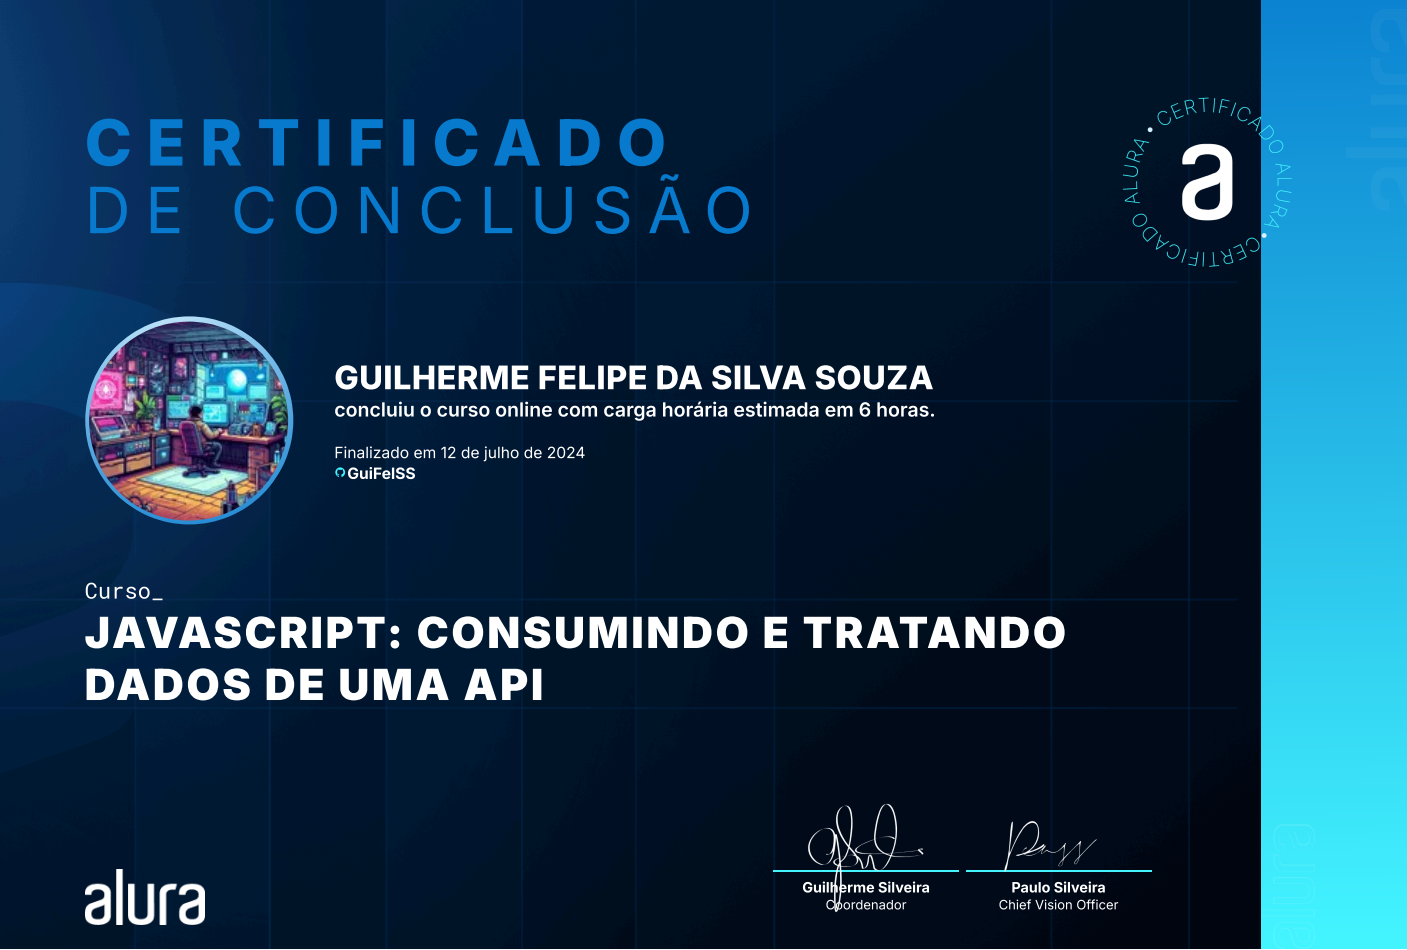 CERTIFICADO
DE CONCLUSÃO
CERTIFICADO ALURA • CERTIFICADO ALURA •
a
GUILHERME FELIPE DA SILVA SOUZA
concluiu o curso online com carga horária estimada em 6 horas.
Finalizado em 12 de julho de 2024
GuiFelSS
Curso_
JAVASCRIPT: CONSUMINDO E TRATANDO
DADOS DE UMA API
Guilherme Silveira
Coordenador
Paulo Silveira
Chief Vision Officer
alura
alura
alura